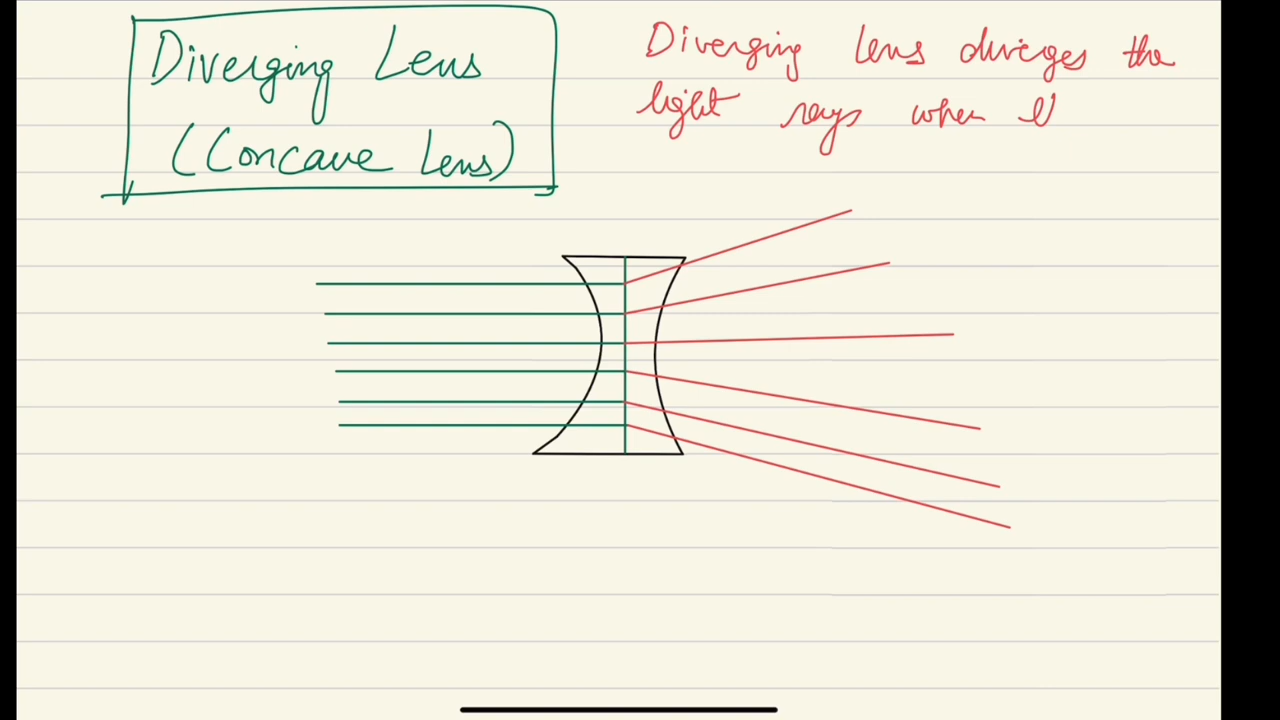 Diverging Lens
(Concave Lens)
Diverging lens diverges the
light rays when